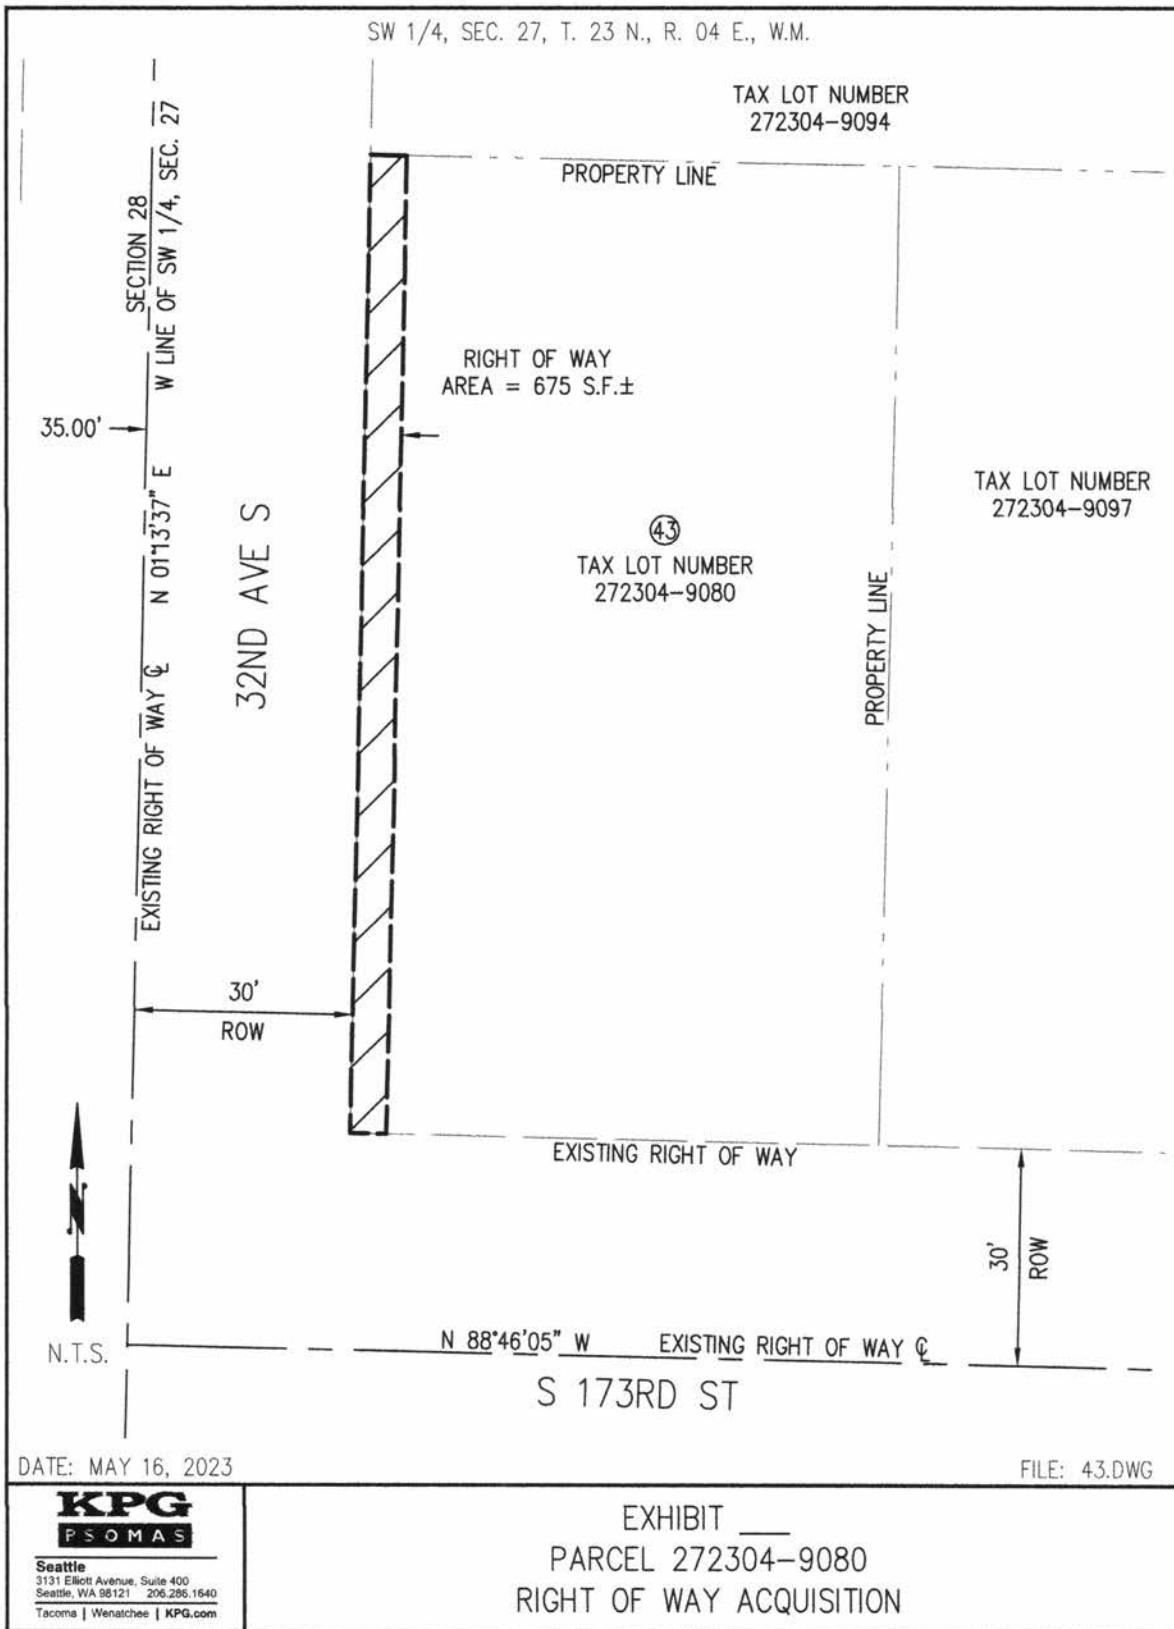 SW 1/4, SEC. 27, T. 23 N., R. 04 E., W.M.
TAX LOT NUMBER
272304-9094
PROPERTY LINE
SECTION 28
W LINE OF SW 1/4, SEC. 27
RIGHT OF WAY
AREA = 675 S.F.±
35.00'
N 01°13'37" E
EXISTING RIGHT OF WAY ℄
32ND AVE S
43
TAX LOT NUMBER
272304-9080
TAX LOT NUMBER
272304-9097
PROPERTY LINE
30'
ROW
EXISTING RIGHT OF WAY
30'
ROW
N
N.T.S.
N 88°46'05" W EXISTING RIGHT OF WAY ℄
S 173RD ST
DATE: MAY 16, 2023
FILE: 43.DWG
KPG
PSOMAS
Seattle
3131 Elliott Avenue, Suite 400
Seattle, WA 98121 206.286.1640
Tacoma | Wenatchee | KPG.com
EXHIBIT ___
PARCEL 272304-9080
RIGHT OF WAY ACQUISITION